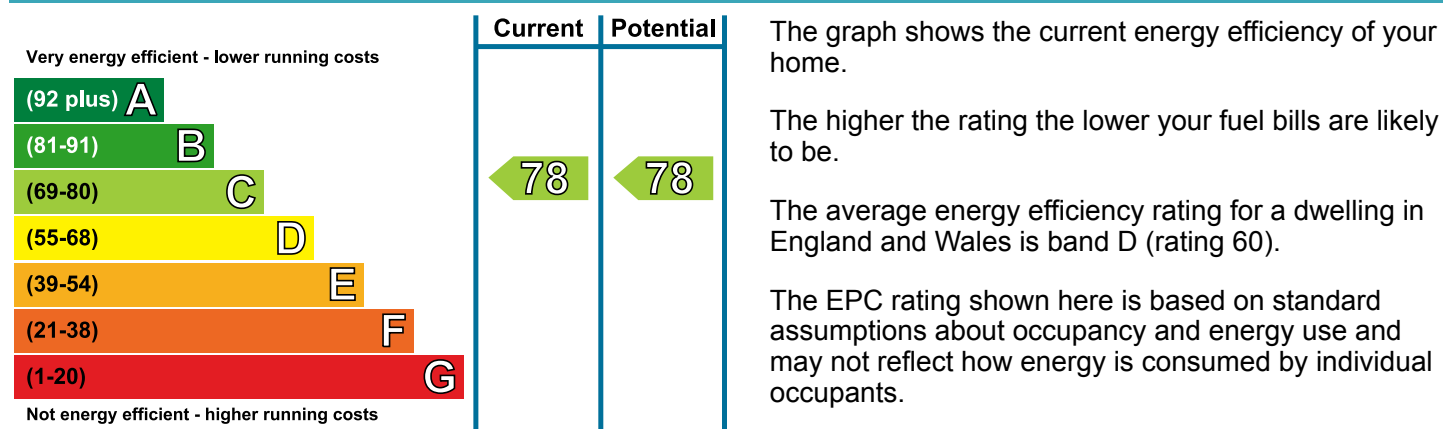 Current Potential
Very energy efficient - lower running costs
(92 plus) A
(81-91) B
(69-80) C
78 78
(55-68) D
(39-54) E
(21-38) F
(1-20) G
Not energy efficient - higher running costs
The graph shows the current energy efficiency of your
home.
The higher the rating the lower your fuel bills are likely
to be.
The average energy efficiency rating for a dwelling in
England and Wales is band D (rating 60).
The EPC rating shown here is based on standard
assumptions about occupancy and energy use and
may not reflect how energy is consumed by individual
occupants.